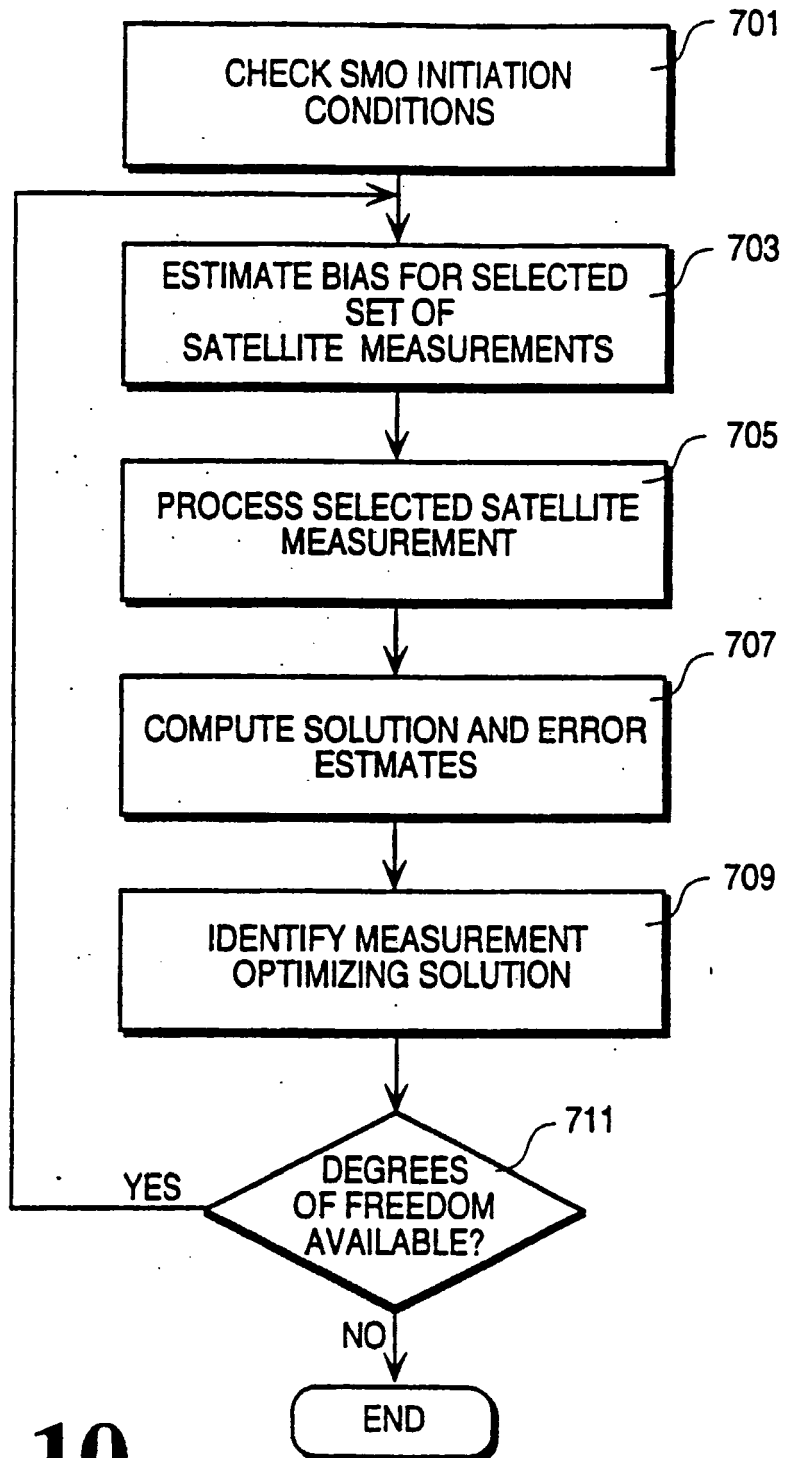 701
CHECK SMO INITIATION
CONDITIONS
703
ESTIMATE BIAS FOR SELECTED
SET OF
SATELLITE MEASUREMENTS
705
PROCESS SELECTED SATELLITE
MEASUREMENT
707
COMPUTE SOLUTION AND ERROR
ESTMATES
709
IDENTIFY MEASUREMENT
OPTIMIZING SOLUTION
711
DEGREES
OF FREEDOM
AVAILABLE?
YES
NO
END
10